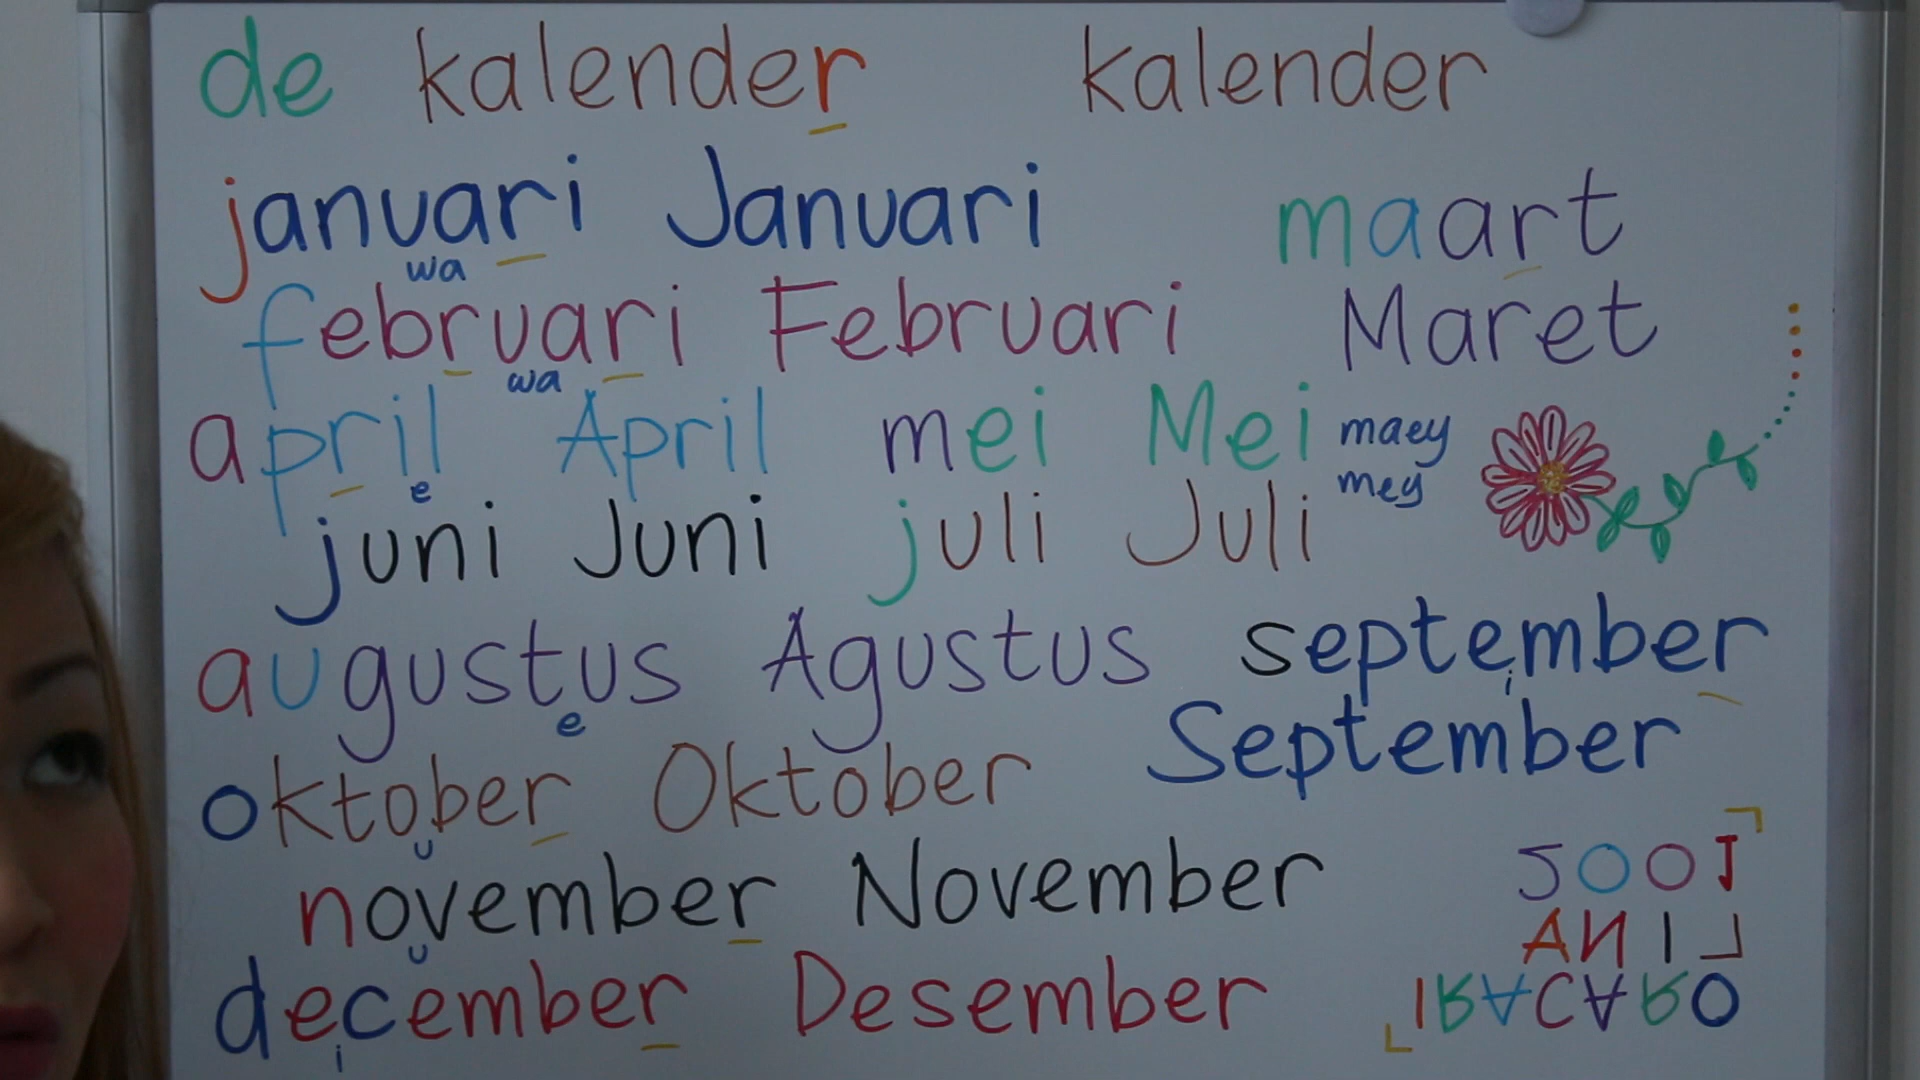 de kalender kalender
januari Januari
wa
maart
februari Februari
wa
Maret
april April mei Mei
e
maey
mey
juni Juni juli Juli
augustus Agustus
e
september
i
September
oktober Oktober
u
november November
u
december Desember
i